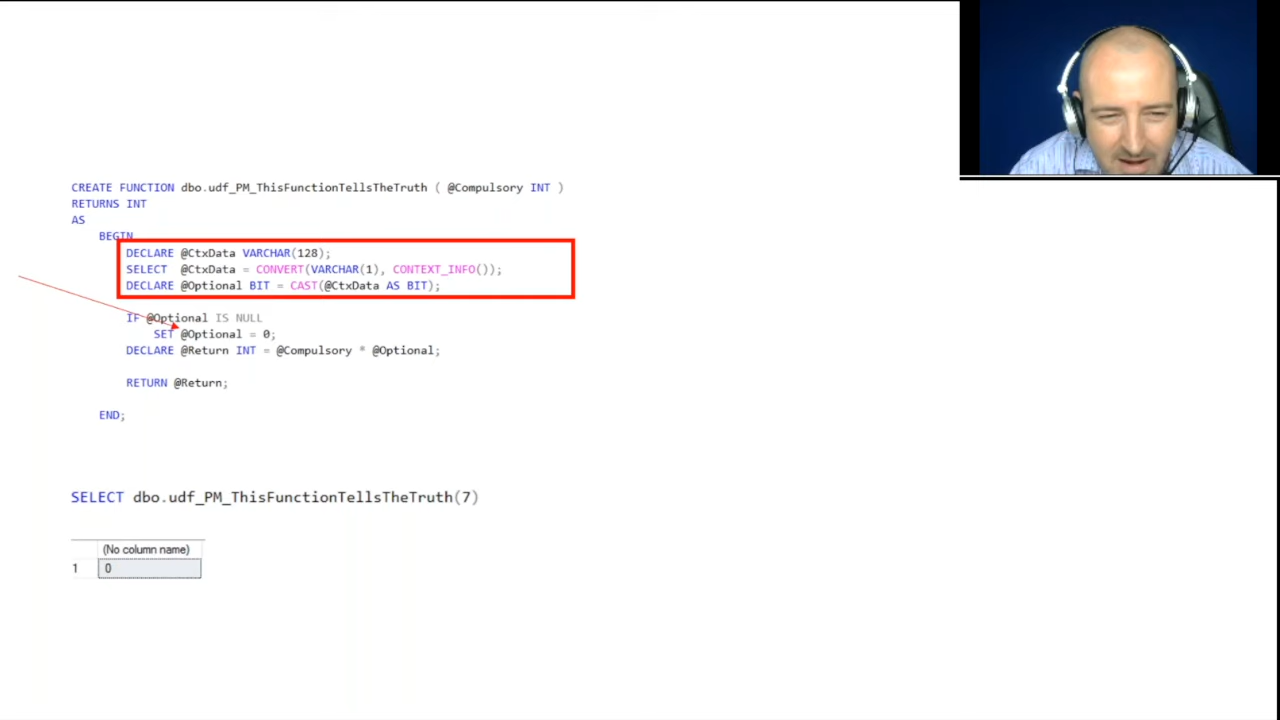 CREATE FUNCTION dbo.udf_PM_ThisFunctionTellsTheTruth ( @Compulsory INT )
RETURNS INT
AS
BEGIN
DECLARE @CtxData VARCHAR(128);
SELECT @CtxData = CONVERT(VARCHAR(1), CONTEXT_INFO());
DECLARE @Optional BIT = CAST(@CtxData AS BIT);
IF @Optional IS NULL
SET @Optional = 0;
DECLARE @Return INT = @Compulsory * @Optional;
RETURN @Return;
END;
SELECT dbo.udf_PM_ThisFunctionTellsTheTruth(7)
(No column name)
1 0